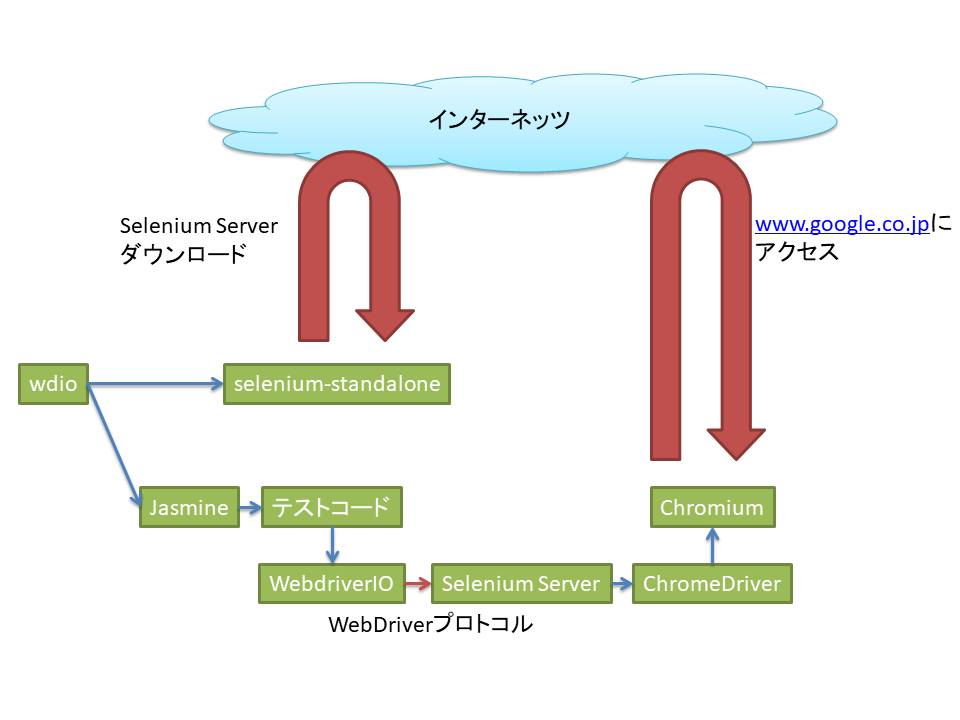 インターネッツ
Selenium Server
ダウンロード
www.google.co.jpに
アクセス
wdio
selenium-standalone
Jasmine
テストコード
Chromium
WebdriverIO
Selenium Server
ChromeDriver
WebDriverプロトコル